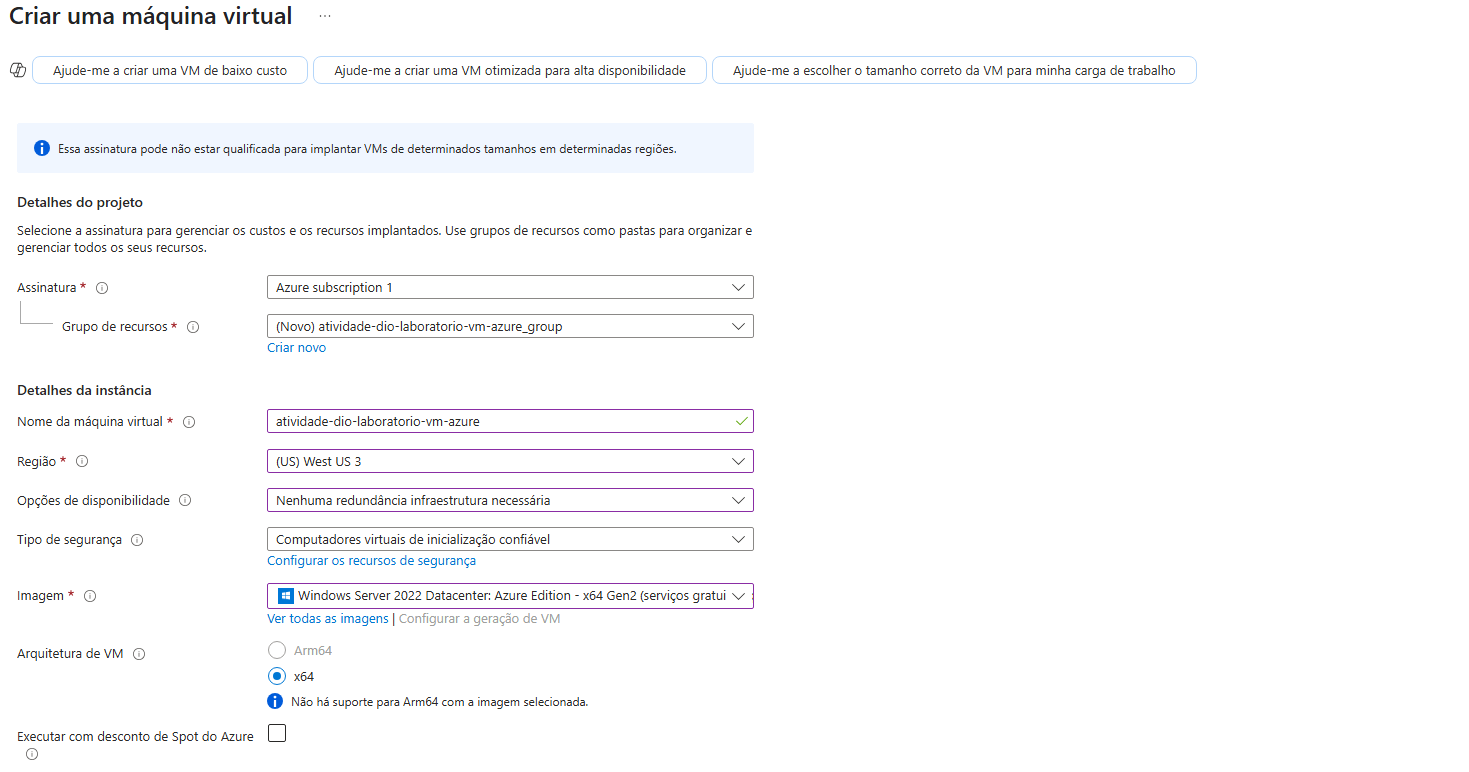 Criar uma máquina virtual ...
Ajude-me a criar uma VM de baixo custo
Ajude-me a criar uma VM otimizada para alta disponibilidade
Ajude-me a escolher o tamanho correto da VM para minha carga de trabalho
Essa assinatura pode não estar qualificada para implantar VMs de determinados tamanhos em determinadas regiões.
Detalhes do projeto
Selecione a assinatura para gerenciar os custos e os recursos implantados. Use grupos de recursos como pastas para organizar e
gerenciar todos os seus recursos.
Assinatura *
Azure subscription 1
Grupo de recursos *
(Novo) atividade-dio-laboratorio-vm-azure_group
Criar novo
Detalhes da instância
Nome da máquina virtual *
atividade-dio-laboratorio-vm-azure
Região *
(US) West US 3
Opções de disponibilidade
Nenhuma redundância infraestrutura necessária
Tipo de segurança
Computadores virtuais de inicialização confiável
Configurar os recursos de segurança
Imagem *
Windows Server 2022 Datacenter: Azure Edition - x64 Gen2 (serviços gratui
Ver todas as imagens | Configurar a geração de VM
Arquitetura de VM
Arm64
x64
Não há suporte para Arm64 com a imagem selecionada.
Executar com desconto de Spot do Azure